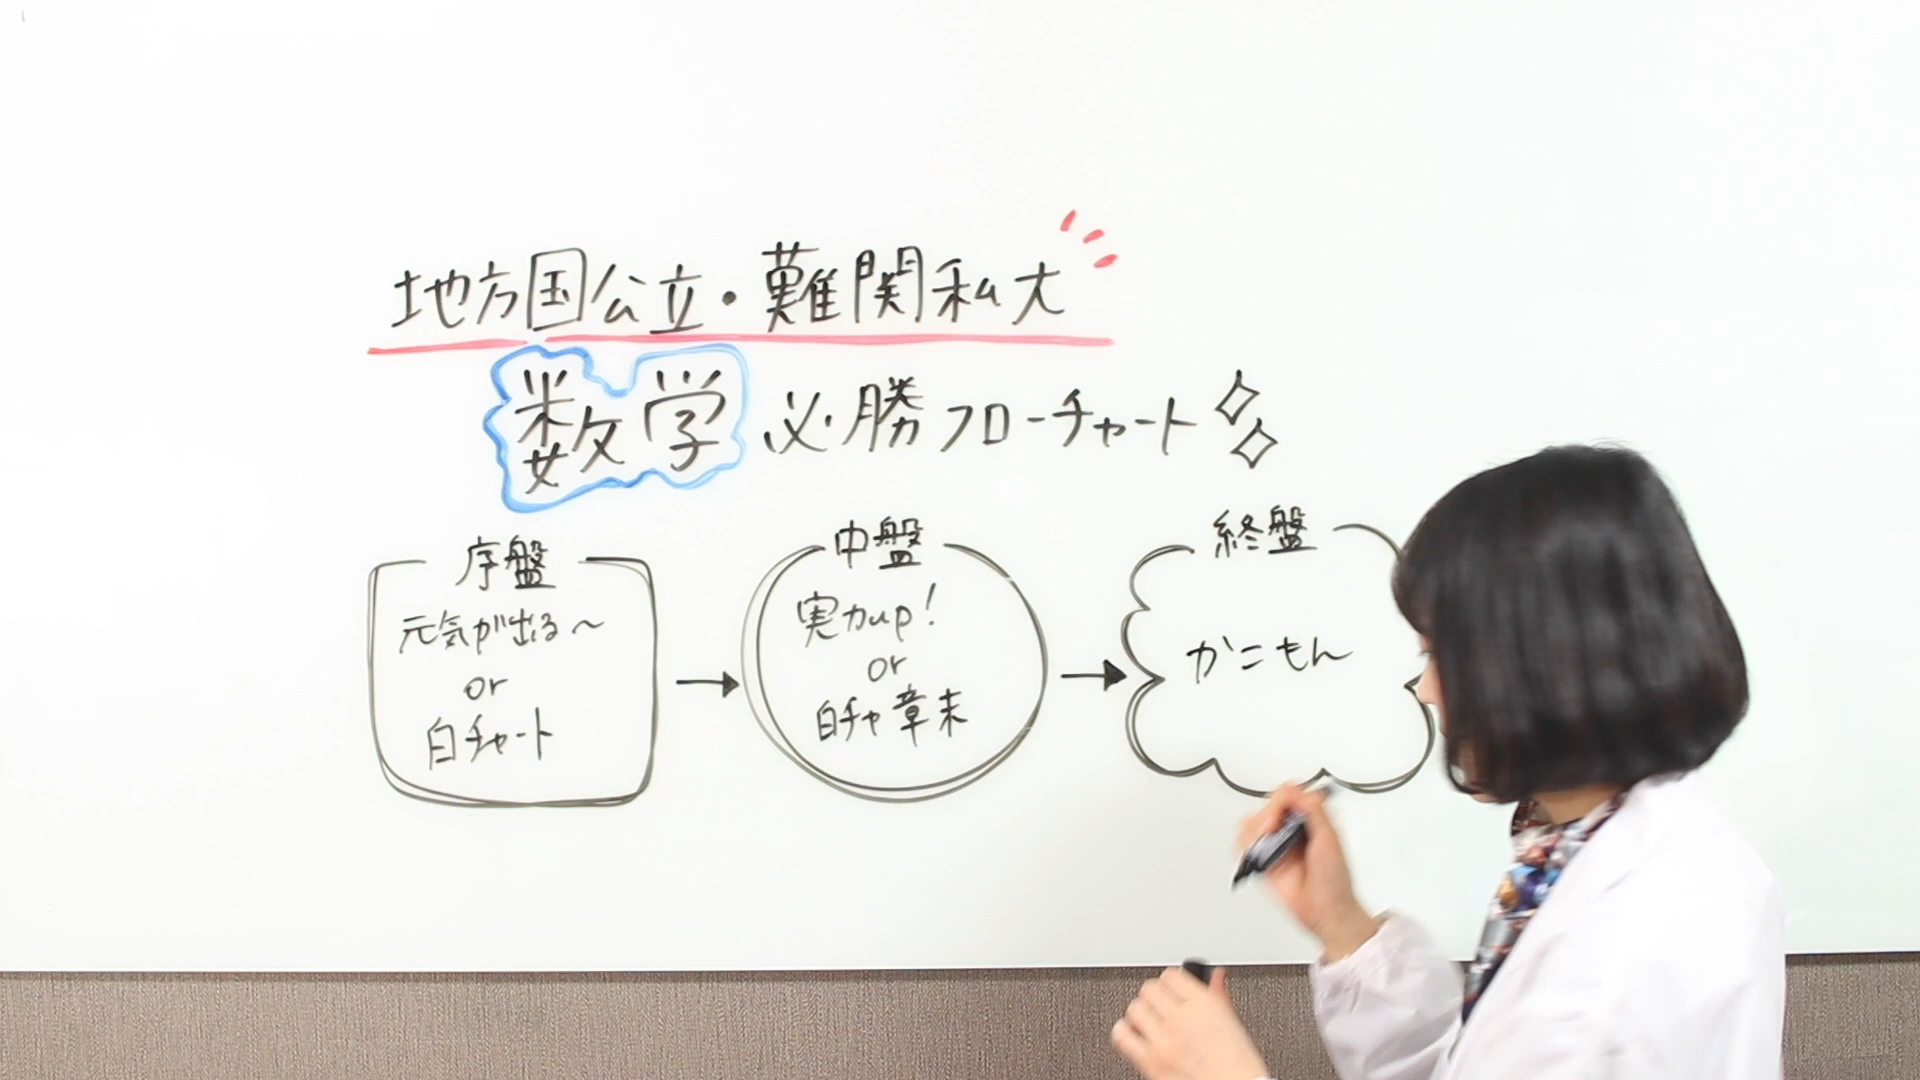 地方国公立・難関私大
数学必勝フローチャート
序盤
元気が出る〜
or
白チャート
中盤
実力up!
or
白チャ章末
終盤
かこもん